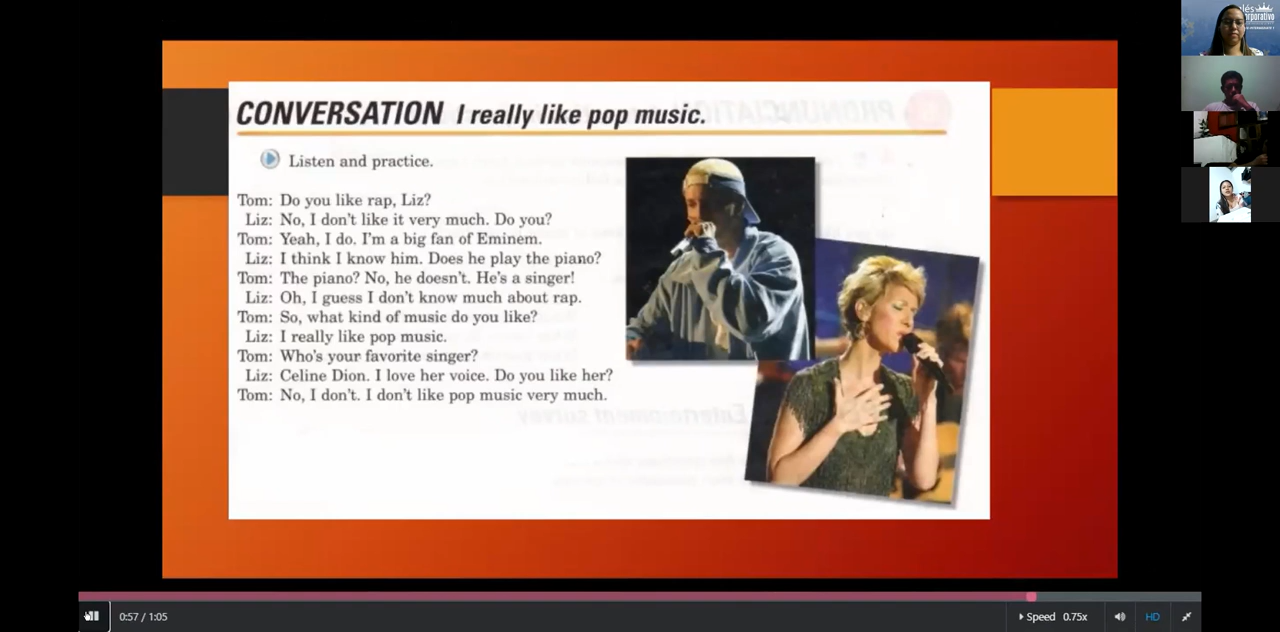 CONVERSATION I really like pop music.
Listen and practice.
Tom: Do you like rap, Liz?
Liz: No, I don't like it very much. Do you?
Tom: Yeah, I do. I'm a big fan of Eminem.
Liz: I think I know him. Does he play the piano?
Tom: The piano? No, he doesn't. He's a singer!
Liz: Oh, I guess I don't know much about rap.
Tom: So, what kind of music do you like?
Liz: I really like pop music.
Tom: Who's your favorite singer?
Liz: Celine Dion. I love her voice. Do you like her?
Tom: No, I don't. I don't like pop music very much.
0:57 / 1:05
Speed 0.75x
HD